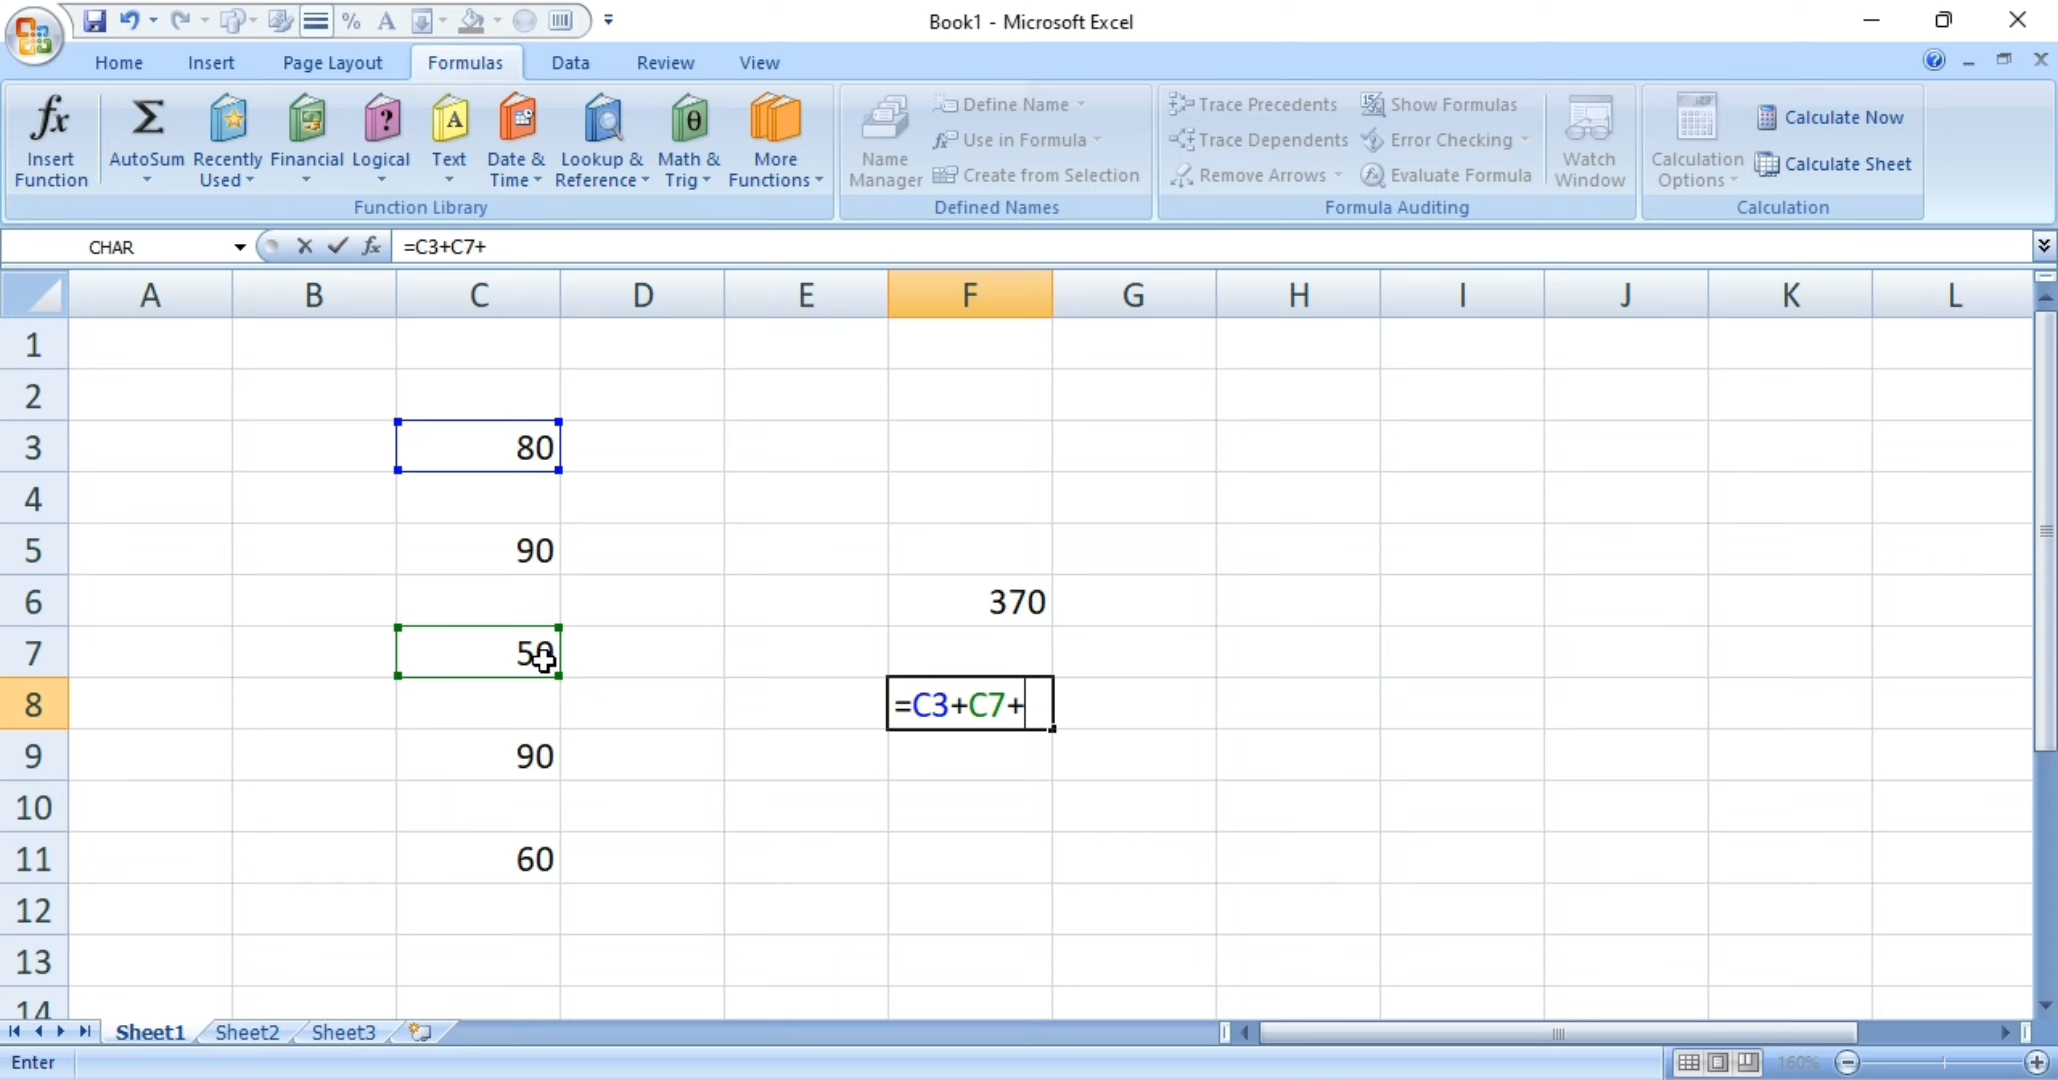 Book1 - Microsoft Excel
Home Insert Page Layout Formulas Data Review View
Insert Function
AutoSum
Recently Used
Financial
Logical
Text
Date & Time
Lookup & Reference
Math & Trig
More Functions
Function Library
Name Manager
Define Name
Use in Formula
Create from Selection
Defined Names
Trace Precedents
Trace Dependents
Remove Arrows
Show Formulas
Error Checking
Evaluate Formula
Watch Window
Formula Auditing
Calculation Options
Calculate Now
Calculate Sheet
Calculation
CHAR fx =C3+C7+
A B C D E F G H I J K L
1
2
3 80
4
5 90
6 370
7 50
8 =C3+C7+
9 90
10
11 60
12
13
14
Sheet1 Sheet2 Sheet3
Enter 160%